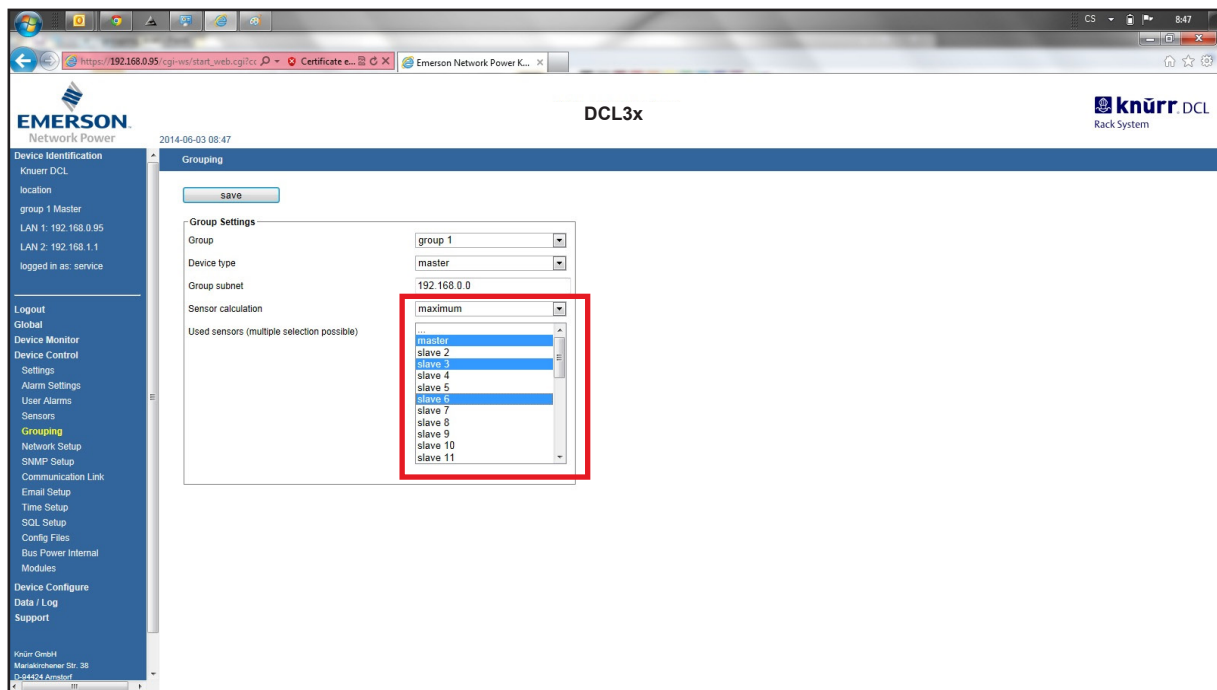 CS 8:47
https://192.168.0.95/cgi-ws/start_web.cgi?cc Certificate e... Emerson Network Power K...
EMERSON
Network Power
2014-06-03 08:47
DCL3x
knürr DCL
Rack System
Device Identification
Knuerr DCL
location
group 1 Master
LAN 1: 192.168.0.95
LAN 2: 192.168.1.1
logged in as: service
Logout
Global
Device Monitor
Device Control
Settings
Alarm Settings
User Alarms
Sensors
Grouping
Network Setup
SNMP Setup
Communication Link
Email Setup
Time Setup
SQL Setup
Config Files
Bus Power Internal
Modules
Device Configure
Data / Log
Support
Knürr GmbH
Mariakirchener Str. 38
D-94424 Arnstorf
Grouping
save
Group Settings
Group group 1
Device type master
Group subnet 192.168.0.0
Sensor calculation maximum
Used sensors (multiple selection possible)
...
master
slave 2
slave 3
slave 4
slave 5
slave 6
slave 7
slave 8
slave 9
slave 10
slave 11